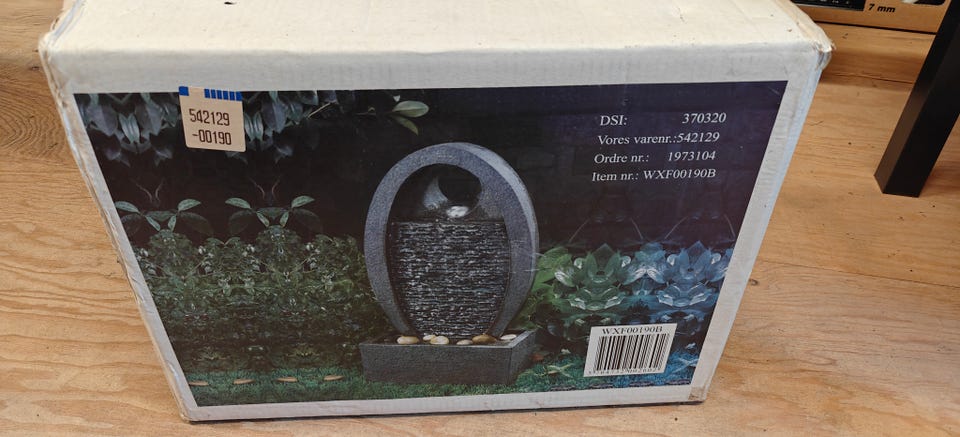 7 mm
542129
-00190
DSI: 370320
Vores varenr.:542129
Ordre nr.: 1973104
Item nr.: WXF00190B
WXF00190B